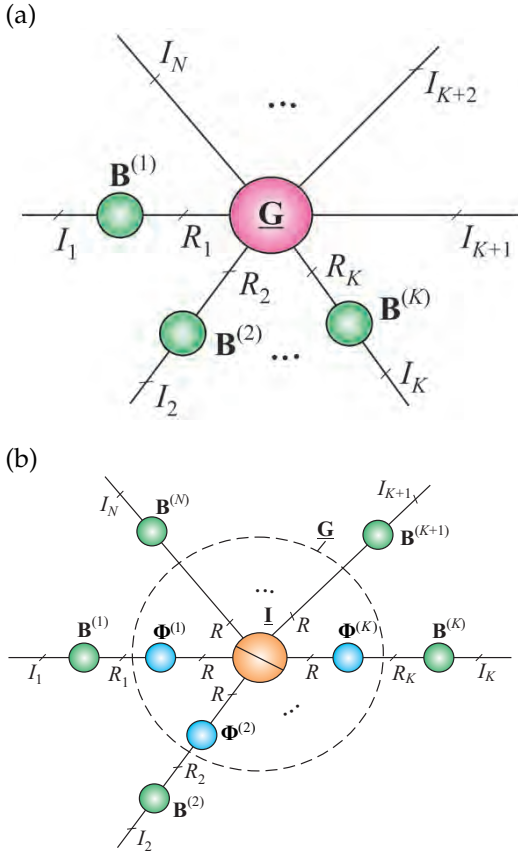 (a)
I_N
...
I_{K+2}
B^{(1)}
G
I_1
R_1
I_{K+1}
R_2
R_K
B^{(K)}
B^{(2)}
...
I_2
I_K
(b)
I_N
B^{(N)}
I_{K+1}
G
B^{(K+1)}
...
I
R
R
B^{(1)}
Φ^{(1)}
Φ^{(K)}
B^{(K)}
I_1
R_1
R
R
R_K
I_K
R
...
Φ^{(2)}
R_2
B^{(2)}
I_2